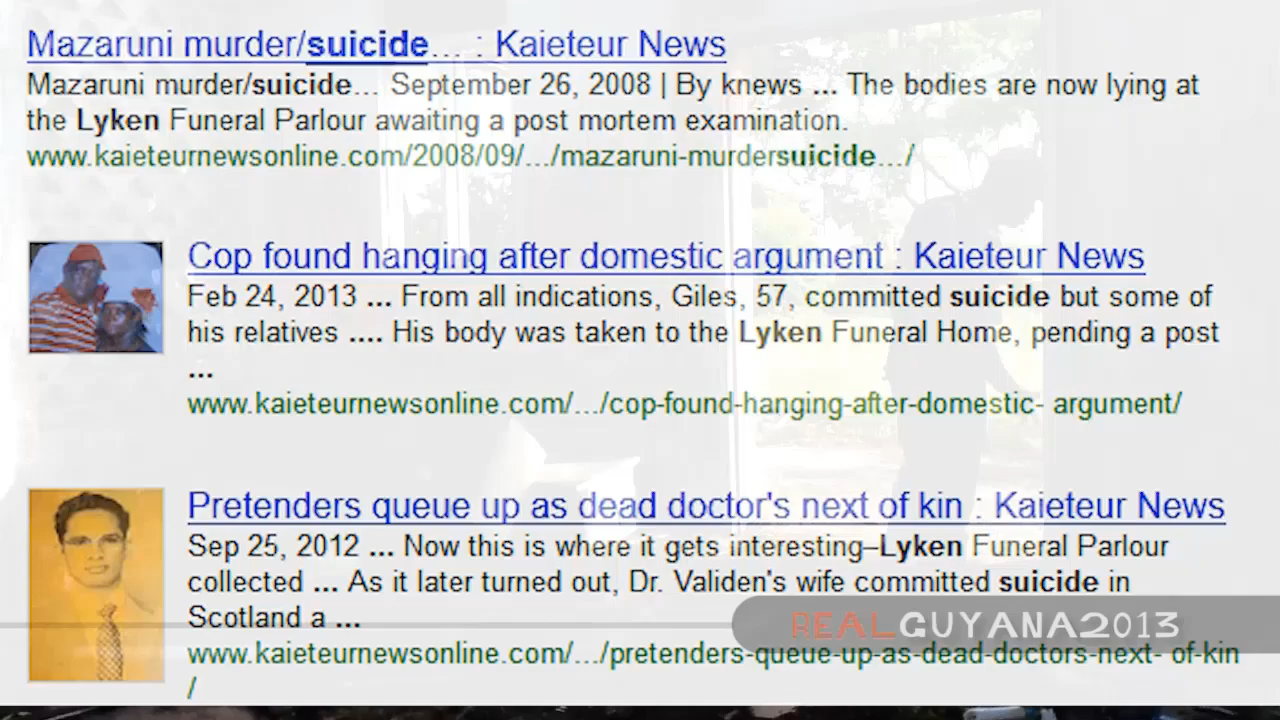 Mazaruni murder/suicide... : Kaieteur News
Mazaruni murder/suicide... September 26, 2008 | By knews ... The bodies are now lying at
the Lyken Funeral Parlour awaiting a post mortem examination.
www.kaieteurnewsonline.com/2008/09/.../mazaruni-murdersuicide.../
Cop found hanging after domestic argument : Kaieteur News
Feb 24, 2013 ... From all indications, Giles, 57, committed suicide but some of
his relatives .... His body was taken to the Lyken Funeral Home, pending a post
...
www.kaieteurnewsonline.com/.../cop-found-hanging-after-domestic- argument/
Pretenders queue up as dead doctor's next of kin : Kaieteur News
Sep 25, 2012 ... Now this is where it gets interesting–Lyken Funeral Parlour
collected ... As it later turned out, Dr. Validen's wife committed suicide in
Scotland a ...
REALGUYANA2013
www.kaieteurnewsonline.com/.../pretenders-queue-up-as-dead-doctors-next- of-kin
/